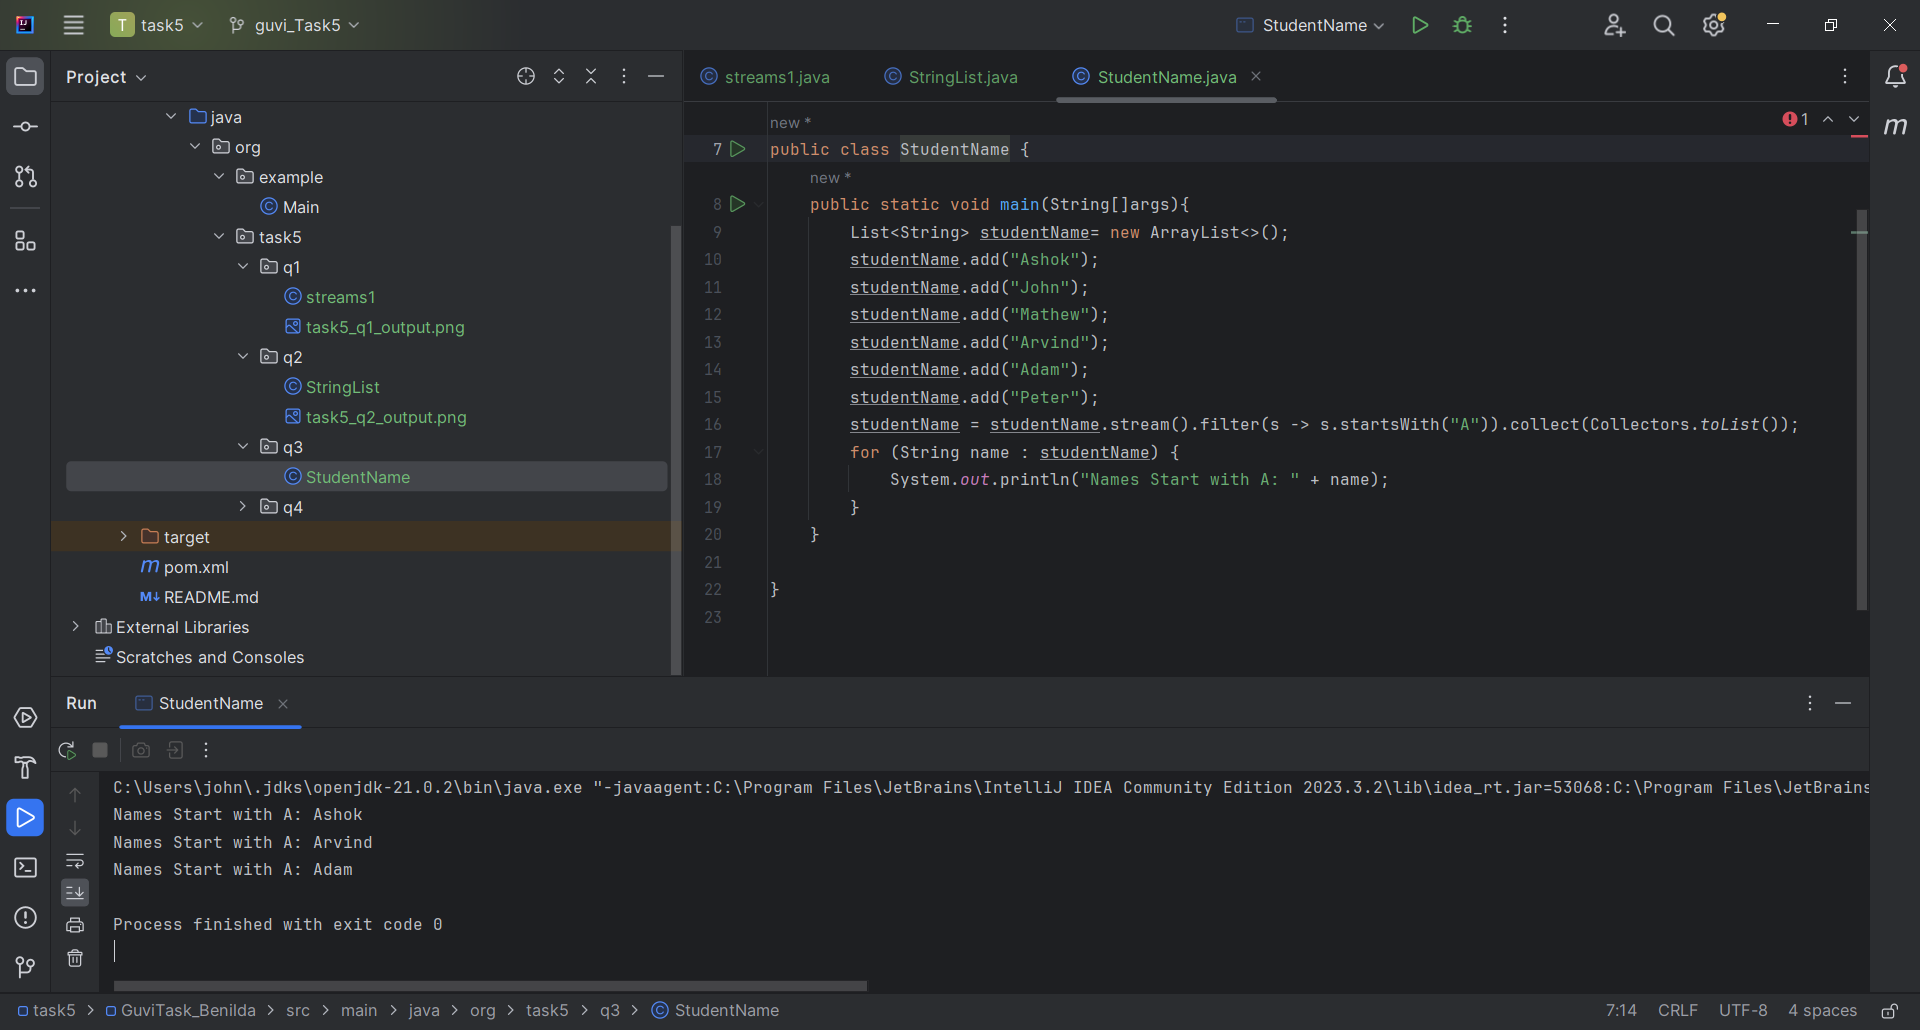 T task5 guvi_Task5 StudentName
Project
java
org
example
Main
task5
q1
streams1
task5_q1_output.png
q2
StringList
task5_q2_output.png
q3
StudentName
q4
target
m pom.xml
M↓ README.md
External Libraries
Scratches and Consoles
streams1.java StringList.java StudentName.java
1
new *
7 public class StudentName {
new *
8 public static void main(String[]args){
9 List<String> studentName= new ArrayList<>();
10 studentName.add("Ashok");
11 studentName.add("John");
12 studentName.add("Mathew");
13 studentName.add("Arvind");
14 studentName.add("Adam");
15 studentName.add("Peter");
16 studentName = studentName.stream().filter(s -> s.startsWith("A")).collect(Collectors.toList());
17 for (String name : studentName) {
18 System.out.println("Names Start with A: " + name);
19 }
20 }
21
22 }
23
m
Run StudentName
C:\Users\john\.jdks\openjdk-21.0.2\bin\java.exe "-javaagent:C:\Program Files\JetBrains\IntelliJ IDEA Community Edition 2023.3.2\lib\idea_rt.jar=53068:C:\Program Files\JetBrains
Names Start with A: Ashok
Names Start with A: Arvind
Names Start with A: Adam
Process finished with exit code 0
task5 > GuviTask_Benilda > src > main > java > org > task5 > q3 > StudentName 7:14 CRLF UTF-8 4 spaces